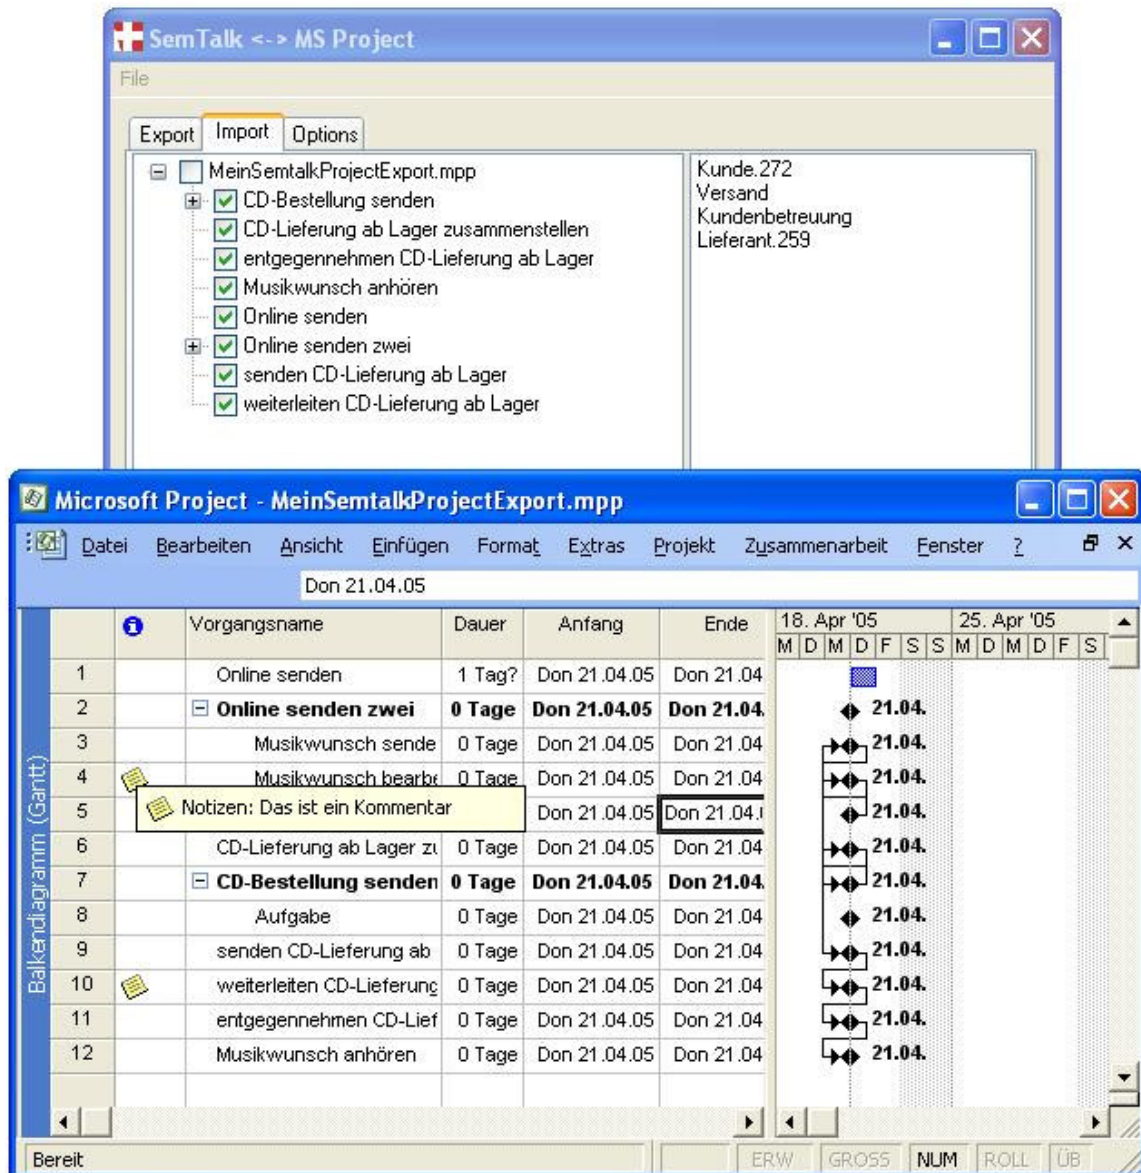 SemTalk <-> MS Project
File
Export Import Options
MeinSemtalkProjectExport.mpp
CD-Bestellung senden
CD-Lieferung ab Lager zusammenstellen
entgegennehmen CD-Lieferung ab Lager
Musikwunsch anhören
Online senden
Online senden zwei
senden CD-Lieferung ab Lager
weiterleiten CD-Lieferung ab Lager
Kunde.272
Versand
Kundenbetreuung
Lieferant.259
Microsoft Project - MeinSemtalkProjectExport.mpp
Datei Bearbeiten Ansicht Einfügen Format Extras Projekt Zusammenarbeit Fenster ?
Don 21.04.05
Vorgangsname Dauer Anfang Ende 18. Apr '05 25. Apr '05
M D M D F S S M D M D F S
Balkendiagramm (Gantt)
1 Online senden 1 Tag? Don 21.04.05 Don 21.04
2 Online senden zwei 0 Tage Don 21.04.05 Don 21.04. 21.04.
3 Musikwunsch sende 0 Tage Don 21.04.05 Don 21.04 21.04.
4 Musikwunsch bearbe 0 Tage Don 21.04.05 Don 21.04 21.04.
Notizen: Das ist ein Kommentar
5 Don 21.04.05 Don 21.04. 21.04.
6 CD-Lieferung ab Lager zu 0 Tage Don 21.04.05 Don 21.04 21.04.
7 CD-Bestellung senden 0 Tage Don 21.04.05 Don 21.04. 21.04.
8 Aufgabe 0 Tage Don 21.04.05 Don 21.04 21.04.
9 senden CD-Lieferung ab 0 Tage Don 21.04.05 Don 21.04 21.04.
10 weiterleiten CD-Lieferung 0 Tage Don 21.04.05 Don 21.04 21.04.
11 entgegennehmen CD-Lief 0 Tage Don 21.04.05 Don 21.04 21.04.
12 Musikwunsch anhören 0 Tage Don 21.04.05 Don 21.04 21.04.
Bereit ERW GROSS NUM ROLL ÜB